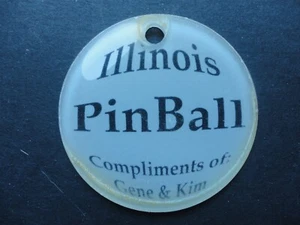 Illinois
PinBall
Compliments of:
Gene & Kim